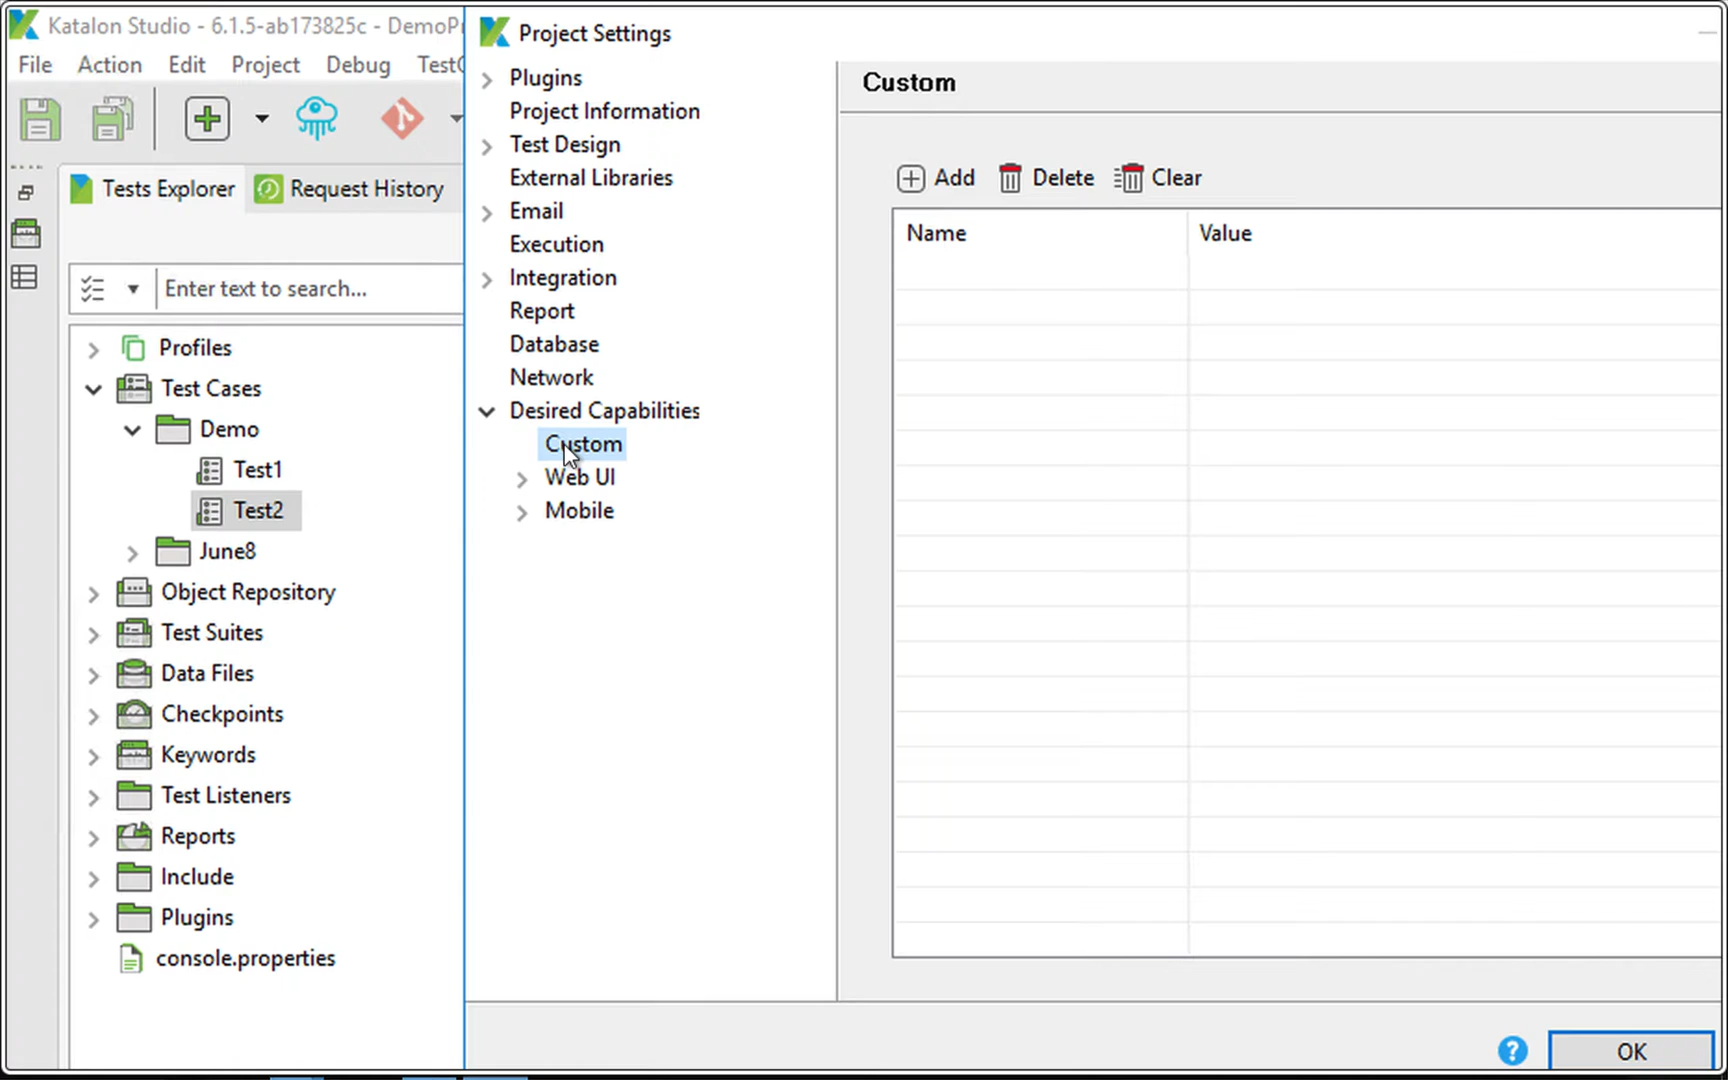 Katalon Studio - 6.1.5-ab173825c - DemoPr
File Action Edit Project Debug TestC
Tests Explorer
Request History
Enter text to search...
Profiles
Test Cases
Demo
Test1
Test2
June8
Object Repository
Test Suites
Data Files
Checkpoints
Keywords
Test Listeners
Reports
Include
Plugins
console.properties
Project Settings
Plugins
Project Information
Test Design
External Libraries
Email
Execution
Integration
Report
Database
Network
Desired Capabilities
Custom
Web UI
Mobile
Custom
Add Delete Clear
Name Value
? OK